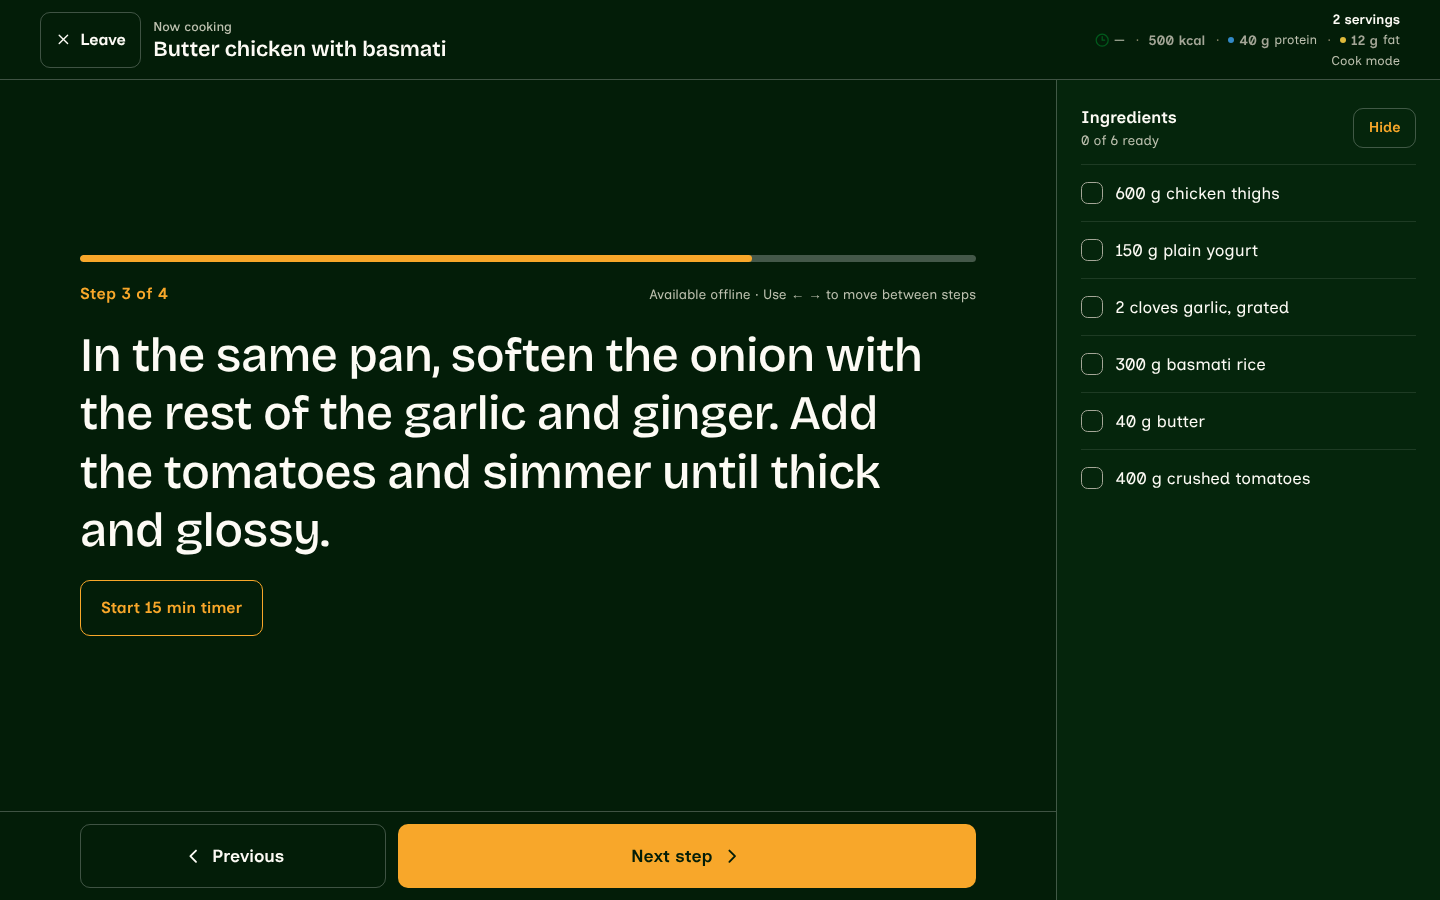 Leave
Now cooking
Butter chicken with basmati
2 servings
— · 500 kcal · 40 g protein · 12 g fat
Cook mode
Step 3 of 4
Available offline · Use ← → to move between steps
In the same pan, soften the onion with
the rest of the garlic and ginger. Add
the tomatoes and simmer until thick
and glossy.
Start 15 min timer
Previous
Next step
Ingredients
0 of 6 ready
Hide
600 g chicken thighs
150 g plain yogurt
2 cloves garlic, grated
300 g basmati rice
40 g butter
400 g crushed tomatoes